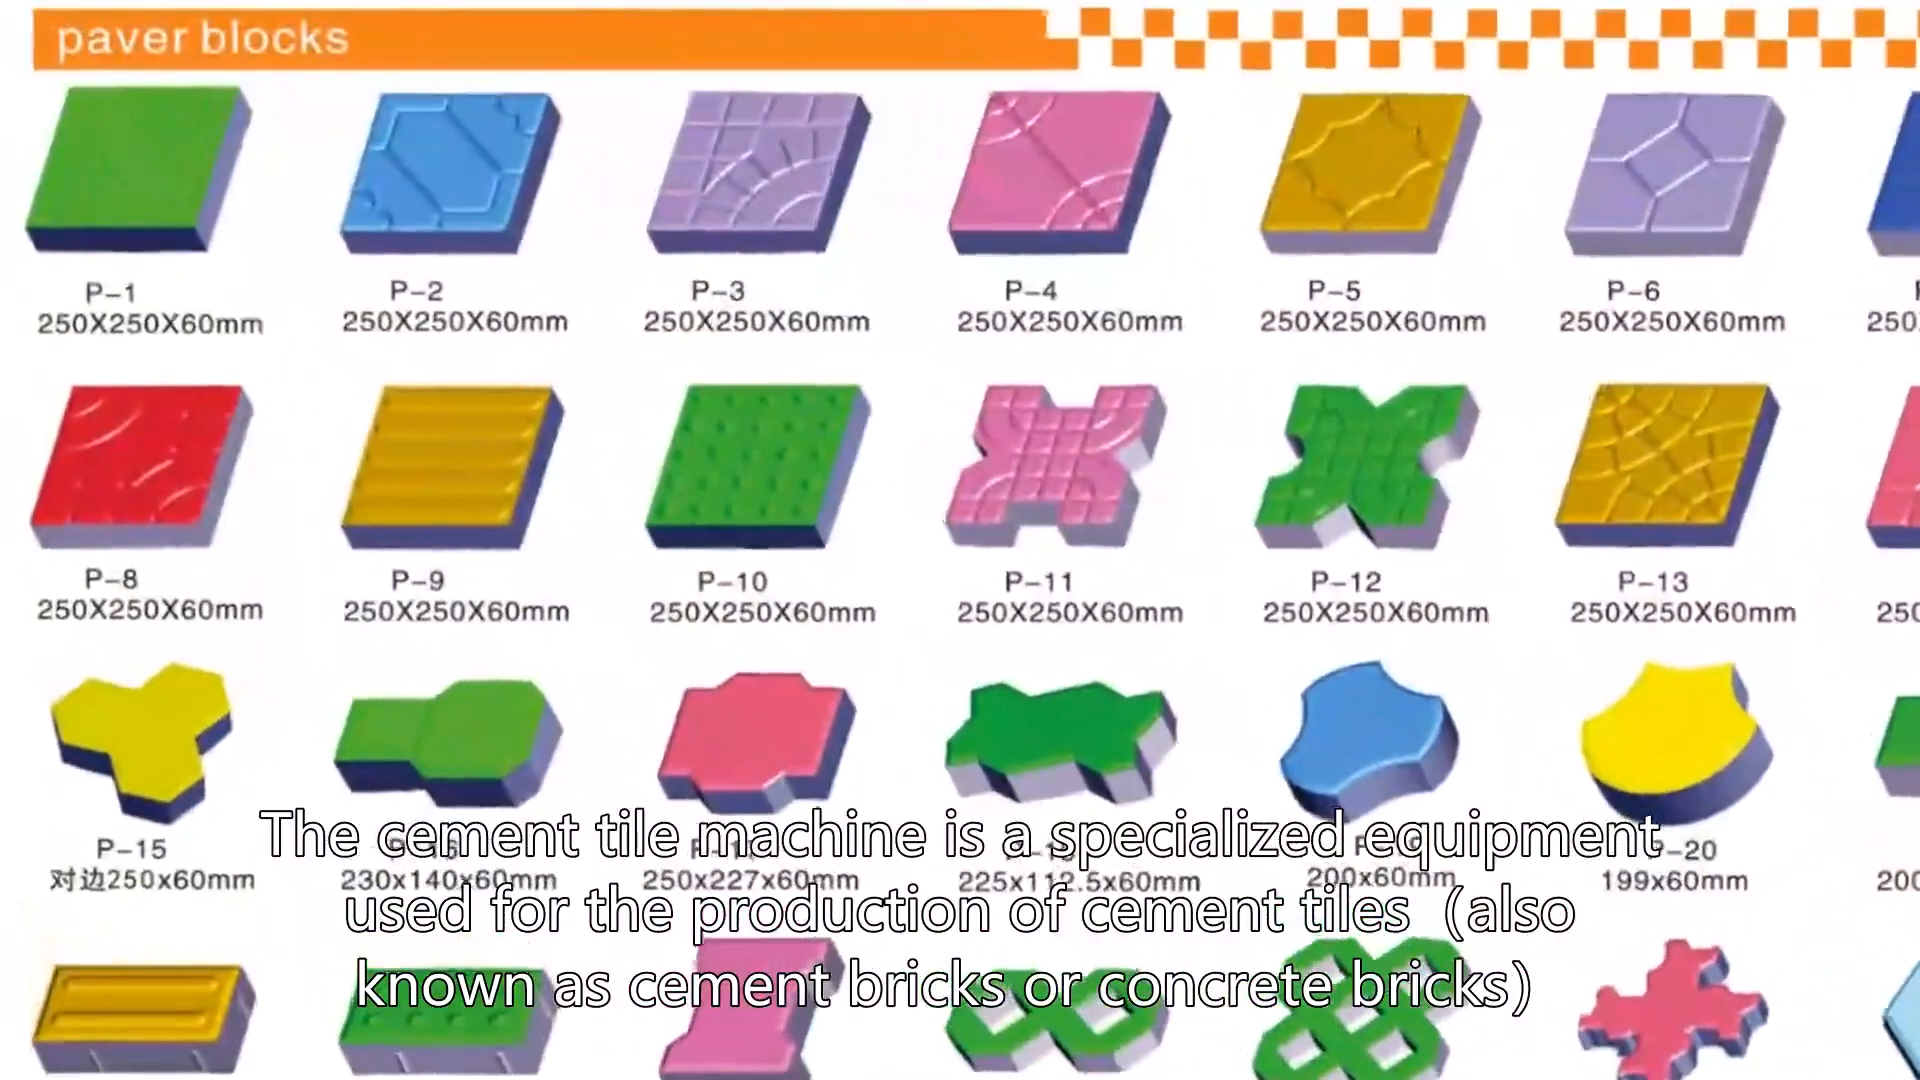 paver blocks
P-1
P-2
P-3
P-4
P-5
P-6
250X250X60mm
250X250X60mm
250X250X60mm
250X250X60mm
250X250X60mm
250X250X60mm
P-8
P-9
P-10
P-11
P-12
P-13
250X250X60mm
250X250X60mm
250X250X60mm
250X250X60mm
250X250X60mm
250X250X60mm
P-15
P-20
对边250x60mm
230x140x60mm
250x227x60mm
225x112.5x60mm
200x60mm
199x60mm
The cement tile machine is a specialized equipment
used for the production of cement tiles（also
known as cement bricks or concrete bricks）